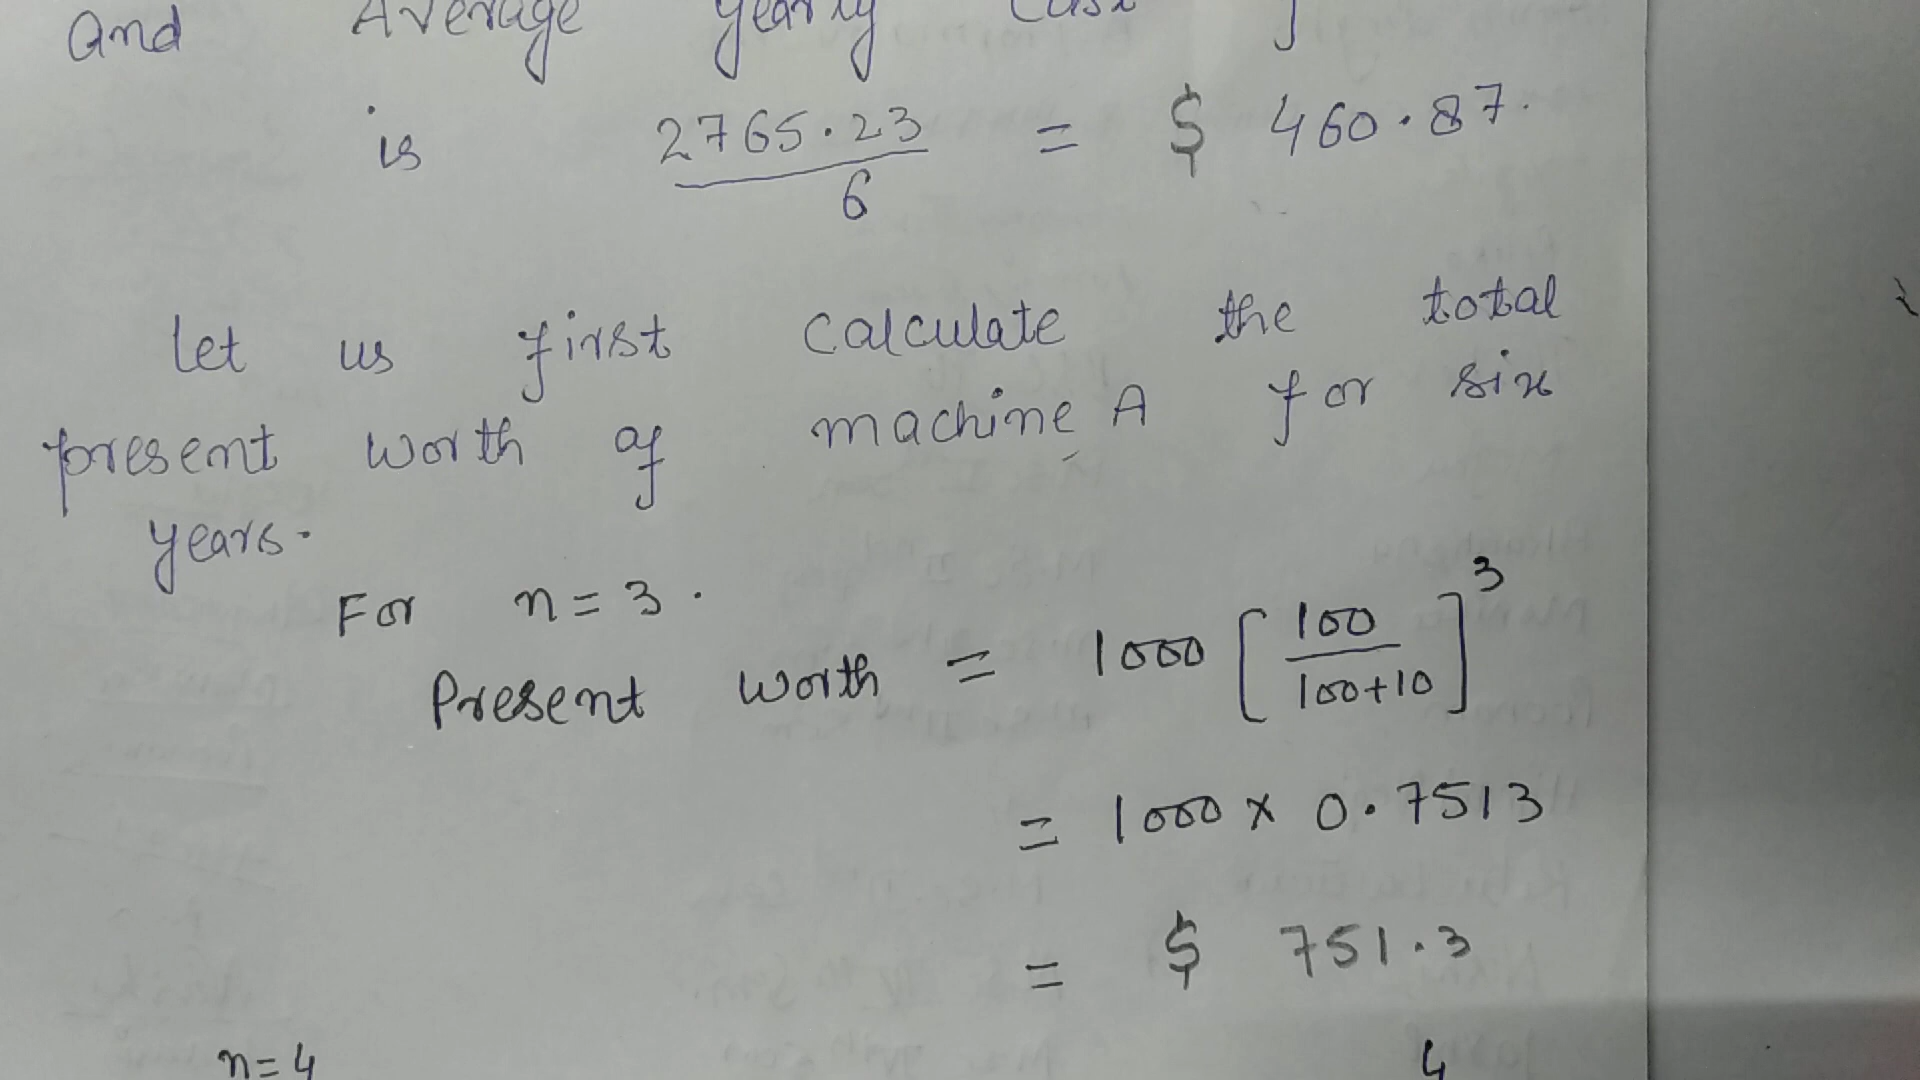 and Average yearly cost
is 2765.23 / 6 = $ 460.87.
Let us first calculate the total
present worth of machine A for six
years.
For n=3.
Present worth = 1000 [100 / 100+10]^3
= 1000 x 0.7513
= $ 751.3
n=4 4